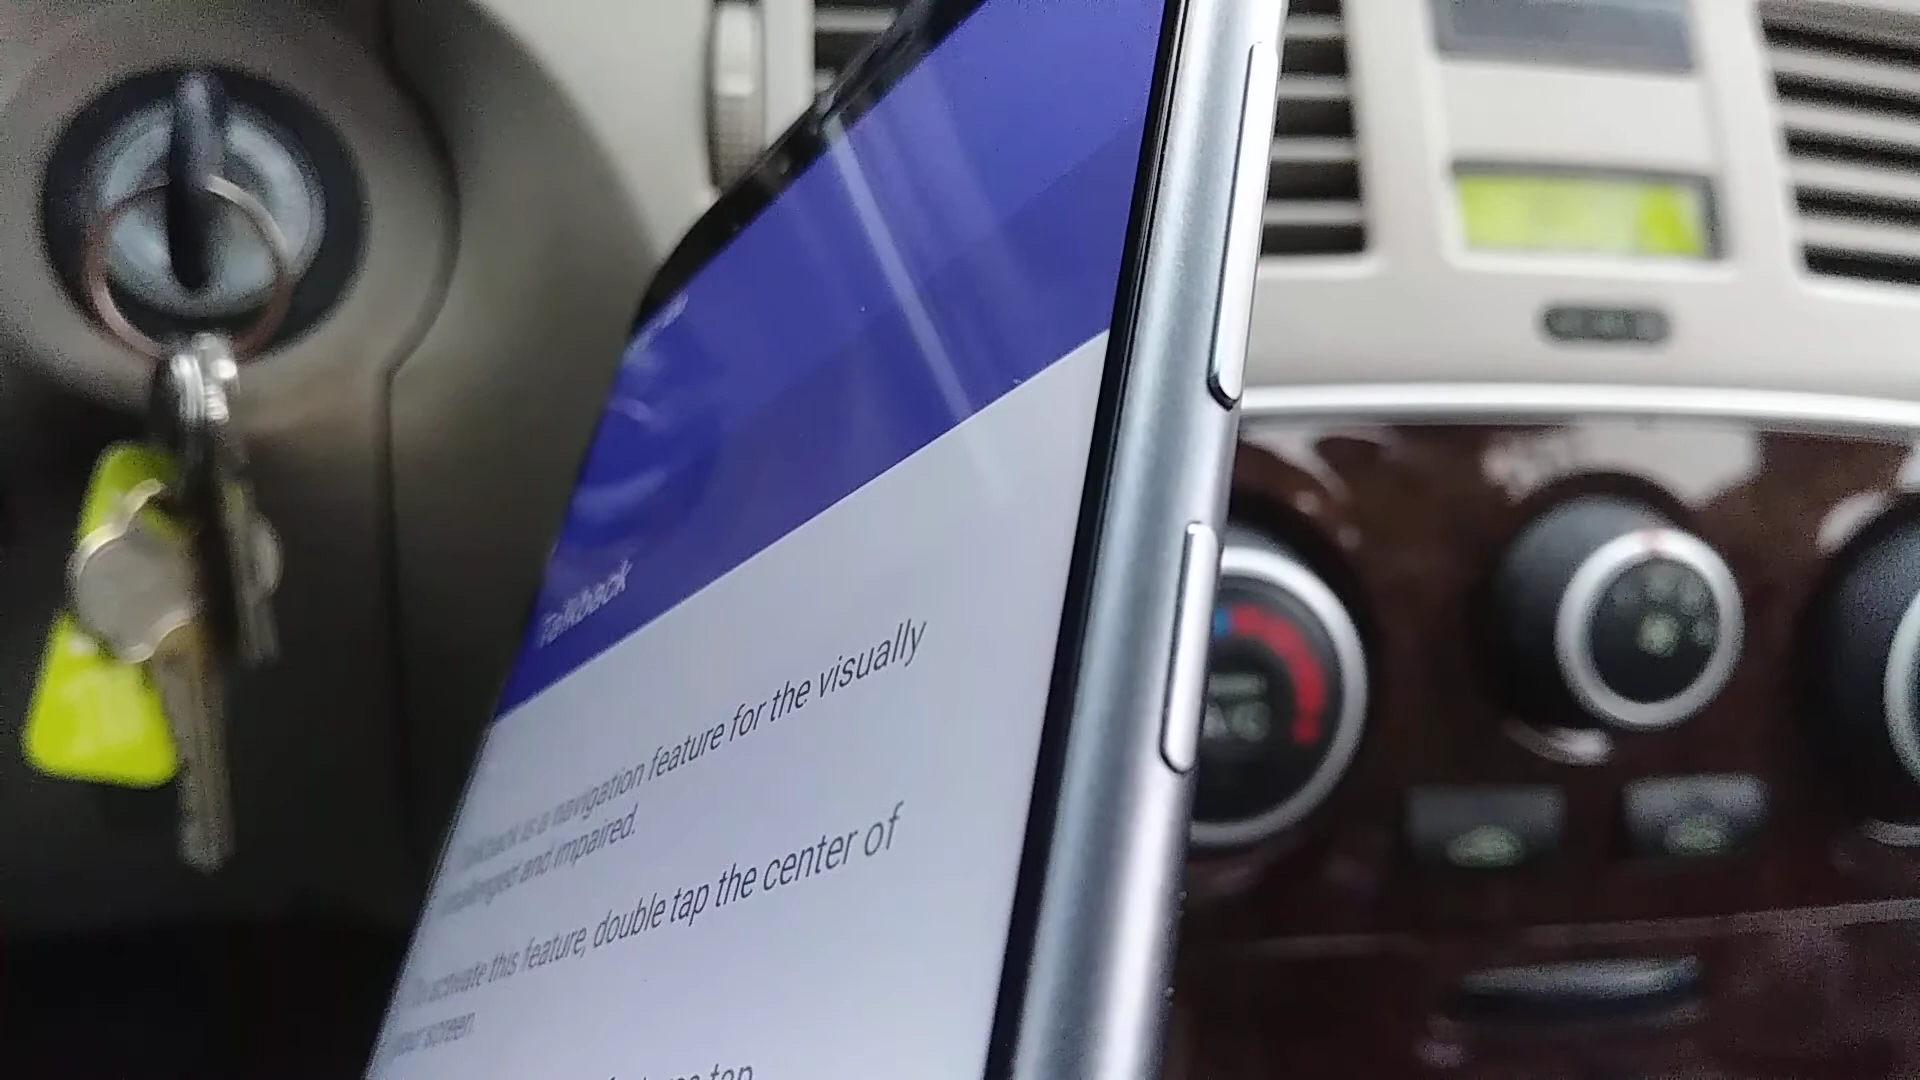 Talkback
Talkback is a navigation feature for the visually
challenged and impaired.
To activate this feature, double tap the center of
your screen.